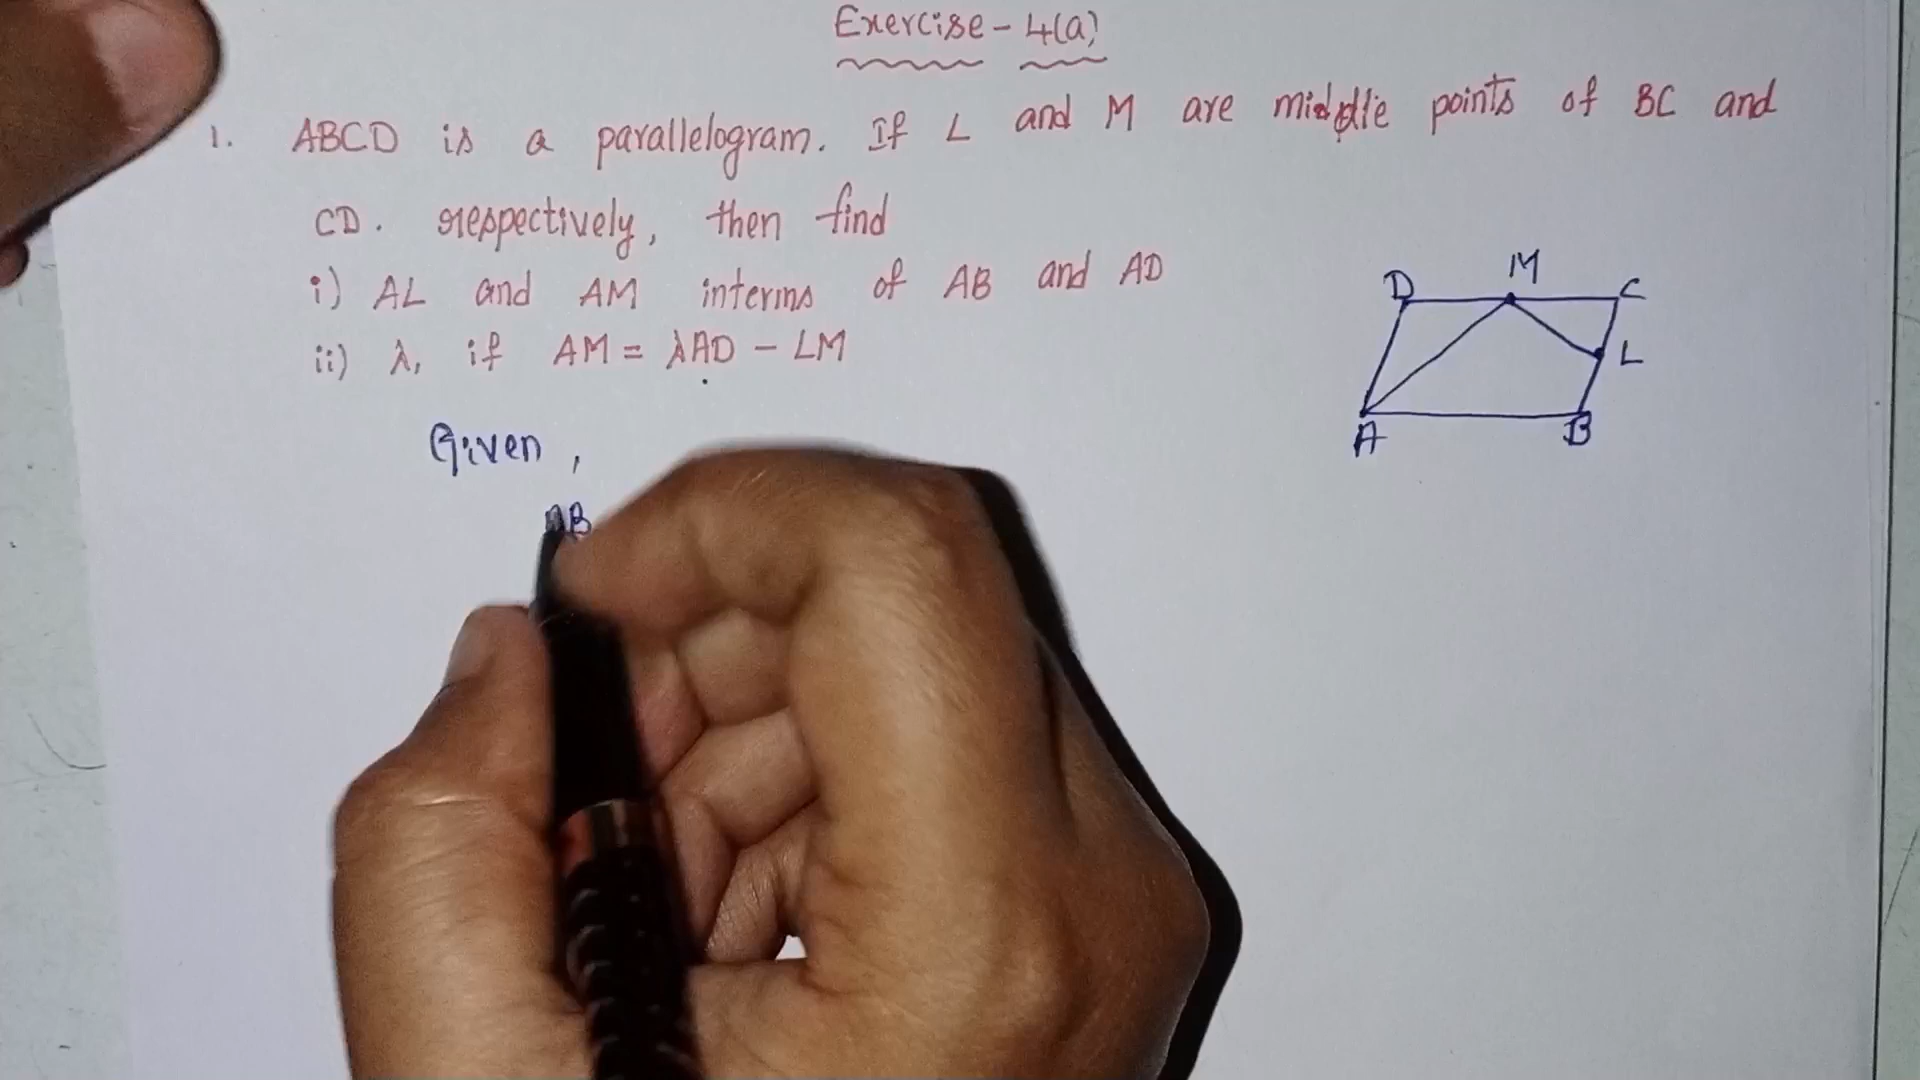 Exercise - 4(a)
1. ABCD is a parallelogram. If L and M are middle points of BC and
CD. respectively, then find
i) AL and AM interms of AB and AD
ii) λ, if AM = λAD - LM
D M C
L
A B
Given,
AB